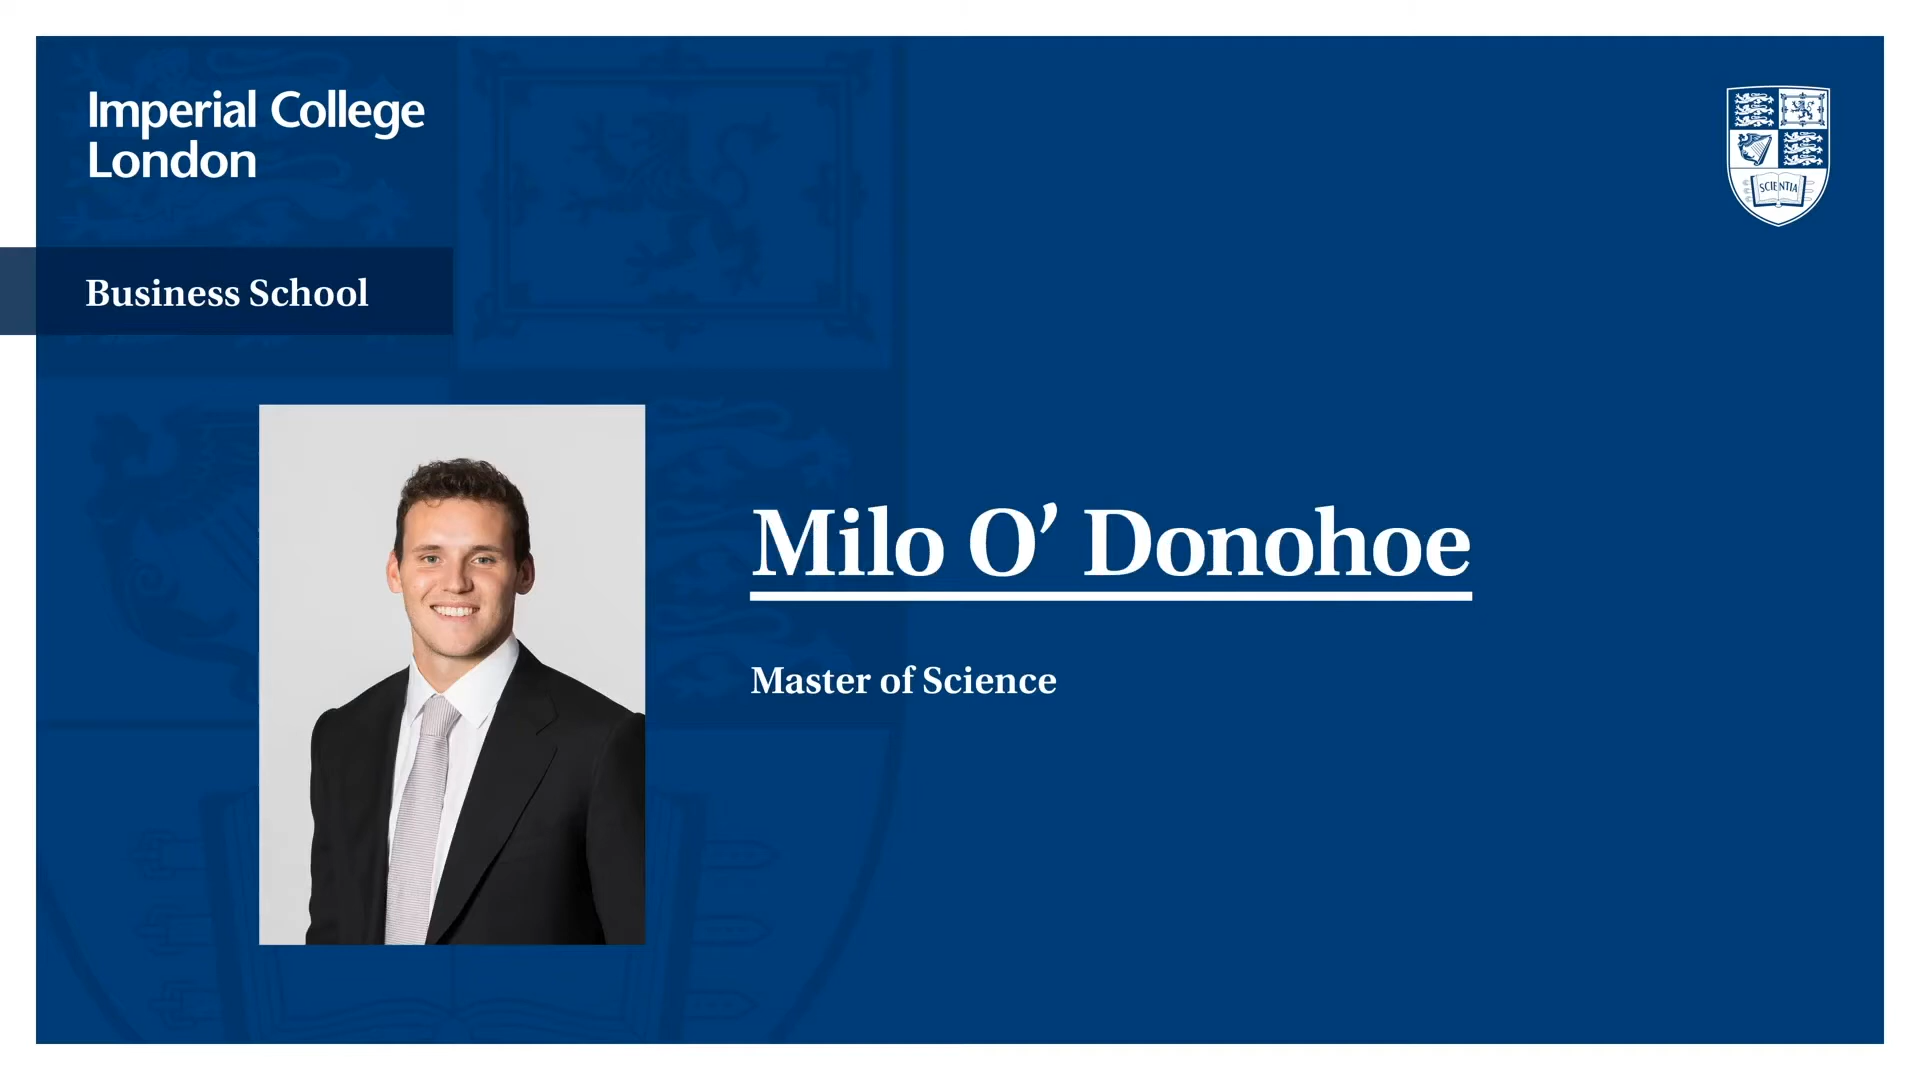 Imperial College
London
Business School
SCIENTIA
Milo O’ Donohoe
Master of Science